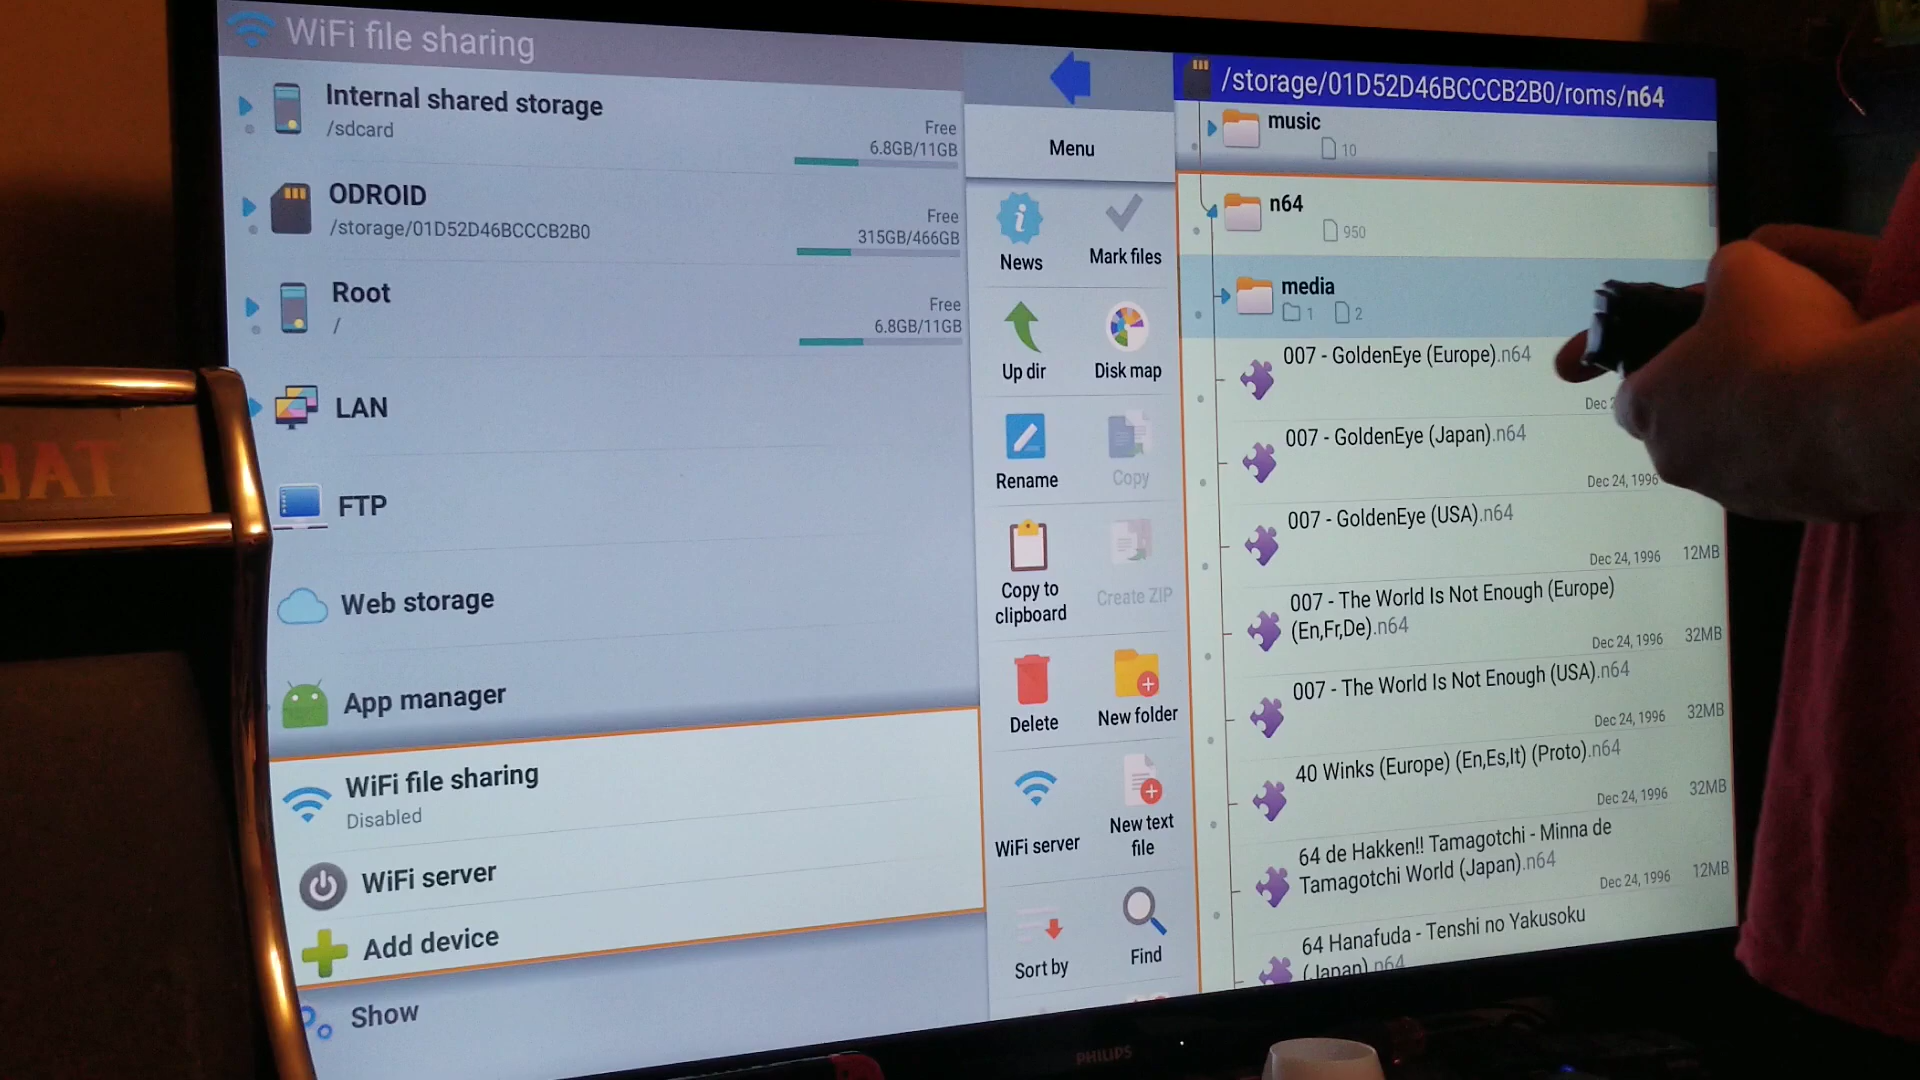 WiFi file sharing
Internal shared storage
/sdcard
Free
6.8GB/11GB
ODROID
/storage/01D52D46BCCCB2B0
Free
315GB/466GB
Root
/
Free
6.8GB/11GB
LAN
FTP
Web storage
App manager
WiFi file sharing
Disabled
WiFi server
Add device
Show
Menu
News
Mark files
Up dir
Disk map
Rename
Copy
Copy to
clipboard
Create ZIP
Delete
New folder
WiFi server
New text
file
Sort by
Find
/storage/01D52D46BCCCB2B0/roms/n64
music
10
n64
950
media
1
2
007 - GoldenEye (Europe).n64
Dec
007 - GoldenEye (Japan).n64
Dec 24, 1996
007 - GoldenEye (USA).n64
Dec 24, 1996 12MB
007 - The World Is Not Enough (Europe)
(En,Fr,De).n64
Dec 24, 1996 32MB
007 - The World Is Not Enough (USA).n64
Dec 24, 1996 32MB
40 Winks (Europe) (En,Es,It) (Proto).n64
Dec 24, 1996 32MB
64 de Hakken!! Tamagotchi - Minna de
Tamagotchi World (Japan).n64
Dec 24, 1996 12MB
64 Hanafuda - Tenshi no Yakusoku
(Japan).n64
PHILIPS